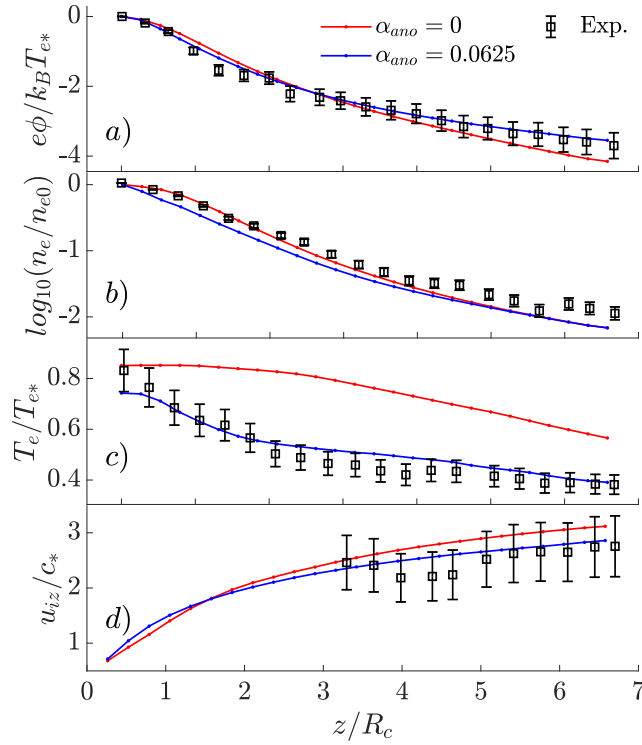 α_ano = 0
α_ano = 0.0625
Exp.
0
-2
-4
eϕ/k_BT_e*
a)
0
-1
-2
log_10(n_e/n_e0)
b)
0.8
0.6
0.4
T_e/T_e*
c)
3
2
1
u_iz/c_*
d)
0 1 2 3 4 5 6 7
z/R_c